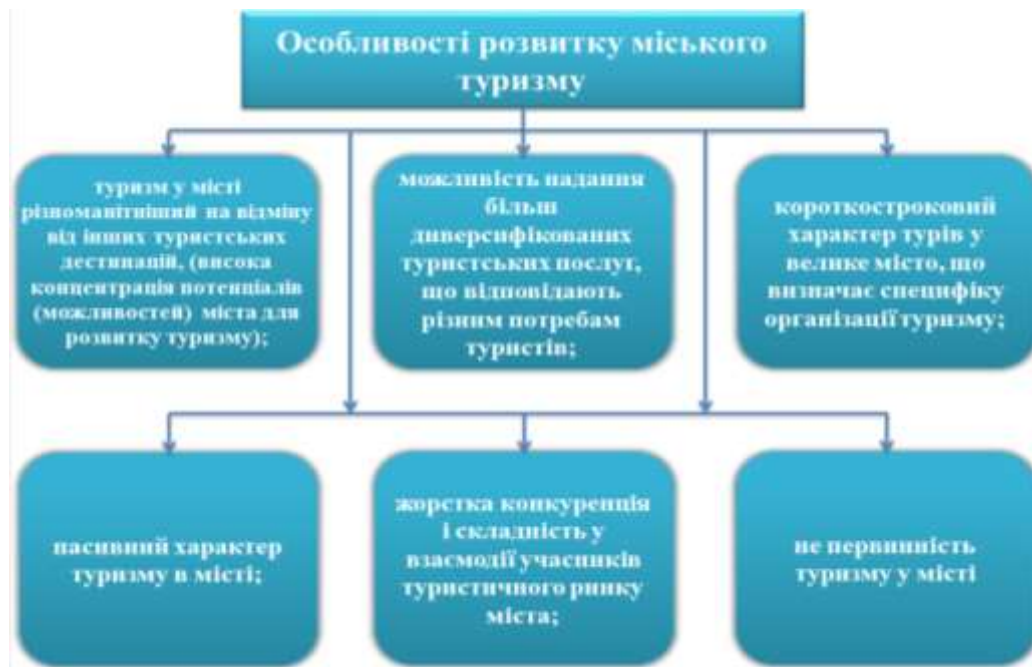 Особливості розвитку міського
туризму
туризм у місті
різноманітніший на відміну
від інших туристських
дестинацій, (висока
концентрація потенціалів
(можливостей) міста для
розвитку туризму);
можливість надання
більш
диверсифікованих
туристських послуг,
що відповідають
різним потребам
туристів;
короткостроковий
характер турів у
велике місто, що
визначає специфіку
організації туризму;
пасивний характер
туризму в місті;
жорстка конкуренція
і складність у
взаємодії учасників
туристичного ринку
міста;
не первинність
туризму у місті